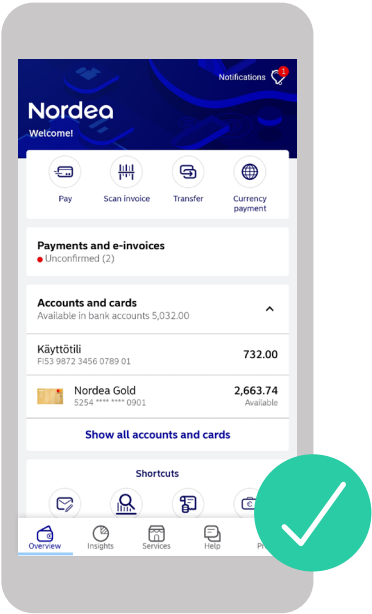 Notifications 1
Nordea
Welcome!
Pay
Scan invoice
Transfer
Currency
payment
Payments and e-invoices
Unconfirmed (2)
Accounts and cards
Available in bank accounts 5,032.00
Käyttötili
732.00
FI53 9872 3456 0789 01
Nordea Gold
2,663.74
5254 **** **** 0901
Available
Show all accounts and cards
Shortcuts
Overview
Insights
Services
Help